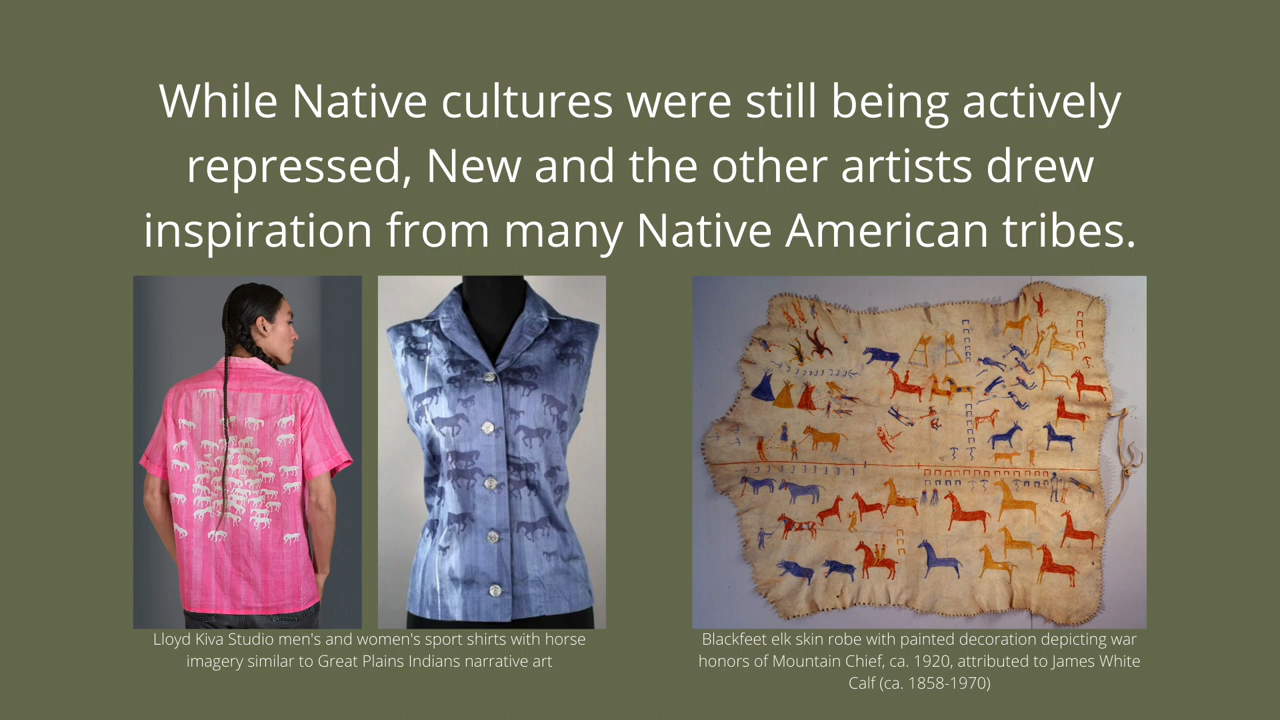 While Native cultures were still being actively
repressed, New and the other artists drew
inspiration from many Native American tribes.
Lloyd Kiva Studio men's and women's sport shirts with horse
imagery similar to Great Plains Indians narrative art
Blackfeet elk skin robe with painted decoration depicting war
honors of Mountain Chief, ca. 1920, attributed to James White
Calf (ca. 1858-1970)